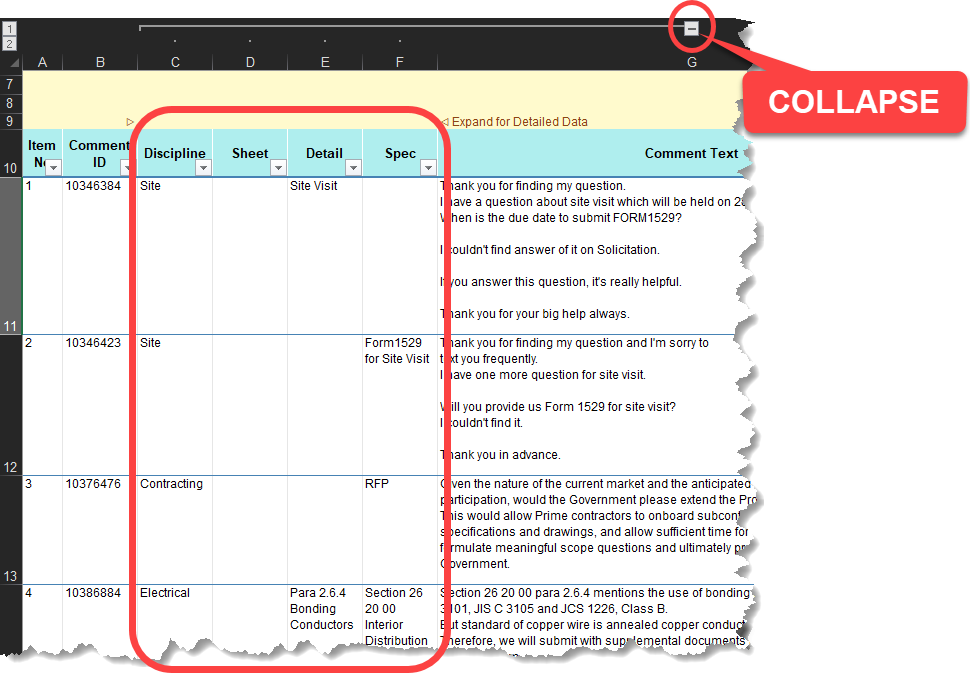 1
2
A B C D E F G
COLLAPSE
7
8
9 ▷ ◁ Expand for Detailed Data
10 Item Comment ID Discipline Sheet Detail Spec Comment Text
1 10346384 Site Site Visit Thank you for finding my question.
have a question about site visit which will be held on
When is the due date to submit FORM1529?
I couldn't find answer of it on Solicitation.
If you answer this question, it's really helpful.
11 Thank you for your big help always.
2 10346423 Site Form1529 Thank you for finding my question and I'm sorry to
for Site Visit text you frequently.
I have one more question for site visit.
Will you provide us Form 1529 for site visit?
I couldn't find it.
12 Thank you in advance.
3 10376476 Contracting RFP Given the nature of the current market and the anticipated
participation, would the Government please extend the Pro
This would allow Prime contractors to onboard subcon
specifications and drawings, and allow sufficient time for
formulate meaningful scope questions and ultimately
13 Government.
4 10386884 Electrical Para 2.6.4 Section 26 Section 26 20 00 para 2.6.4 mentions the use of bonding
Bonding 20 00 3101, JIS C 3105 and JCS 1226, Class B.
Conductors Interior But standard of copper wire is annealed copper conduct
Distribution Therefore, we will submit with supplemental documents